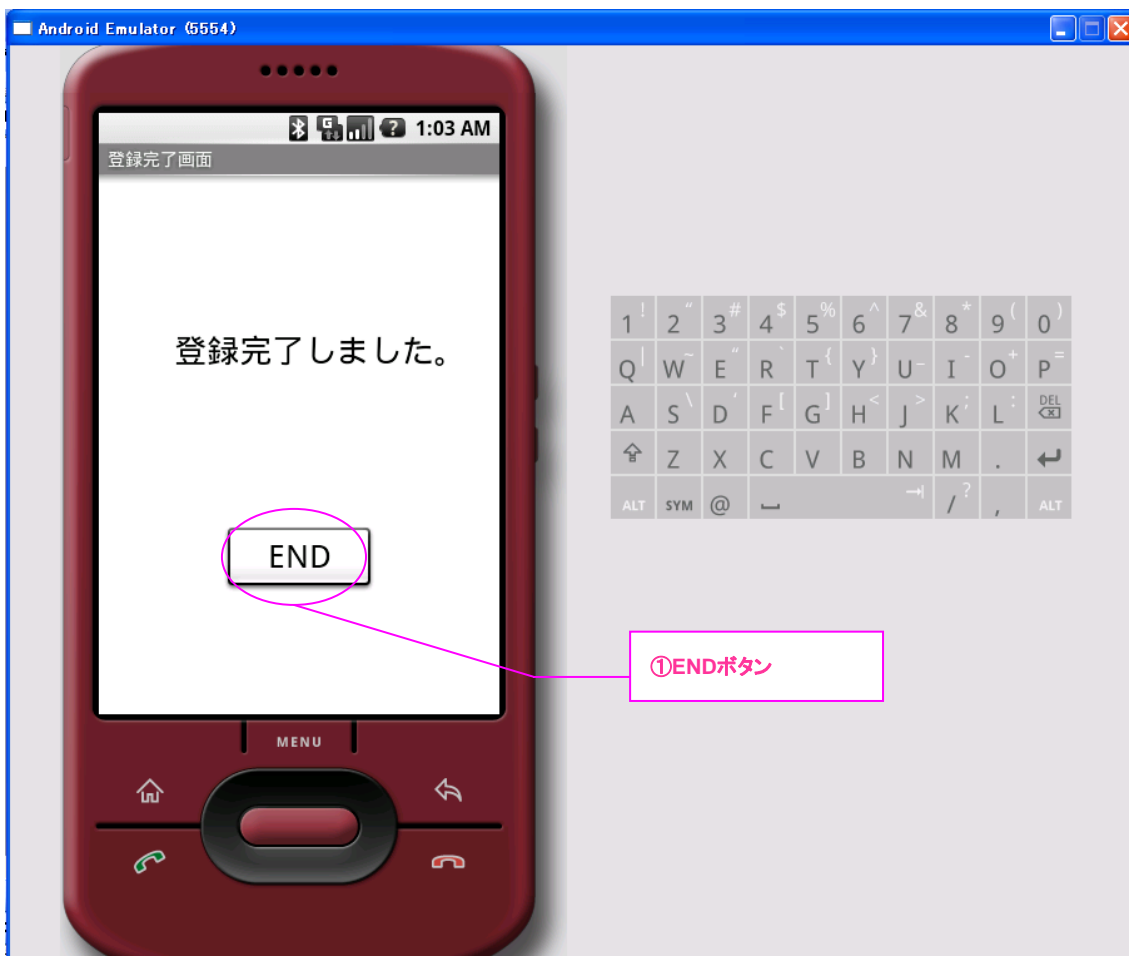 Android Emulator (5554)
1:03 AM
登録完了画面
登録完了しました。
END
①ENDボタン
MENU
1 ! 2 “ 3 # 4 $ 5 % 6 ^ 7 & 8 * 9 ( 0 )
Q | W ~ E “ R ` T { Y } U _ I - O + P =
A S \ D ‘ F [ G ] H < J > K ; L : DEL
Z X C V B N M .
ALT SYM @ / ? , ALT